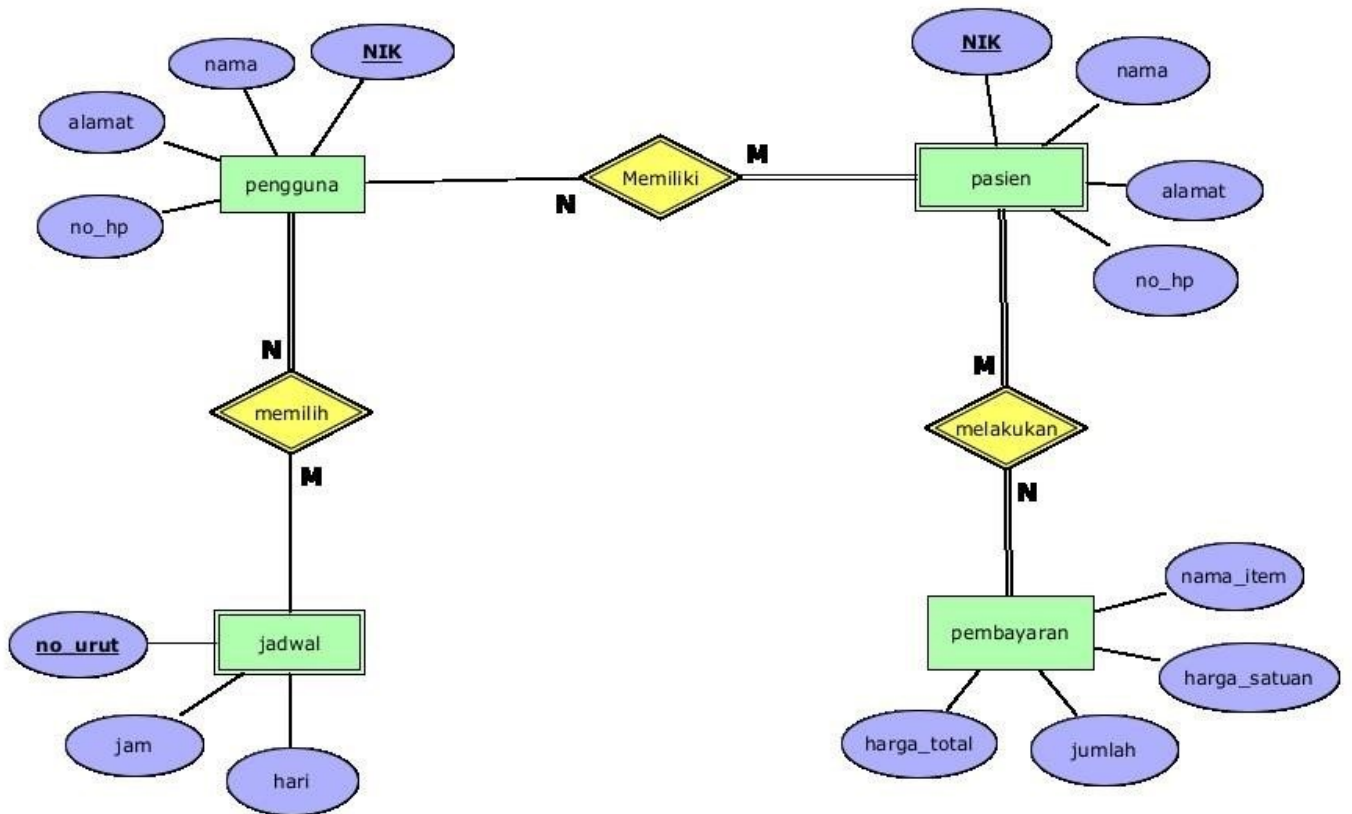 nama
NIK
alamat
no_hp
pengguna
N
Memiliki
M
NIK
nama
pasien
alamat
no_hp
N
memilih
M
M
melakukan
N
no_urut
jadwal
jam
hari
pembayaran
nama_item
harga_satuan
harga_total
jumlah